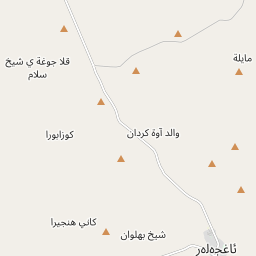 مايلة
قلا جوغة ي شيخ
سلام
والد آوة كردان
كوزابورا
كاني هنجيرا
شيخ بهلوان
ئاغجەلەر